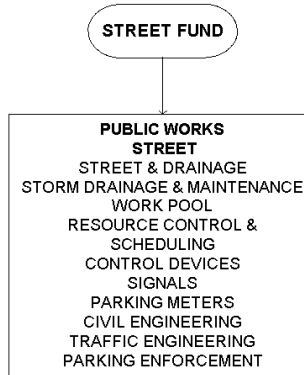 STREET FUND
PUBLIC WORKS
STREET
STREET & DRAINAGE
STORM DRAINAGE & MAINTENANCE
WORK POOL
RESOURCE CONTROL &
SCHEDULING
CONTROL DEVICES
SIGNALS
PARKING METERS
CIVIL ENGINEERING
TRAFFIC ENGINEERING
PARKING ENFORCEMENT